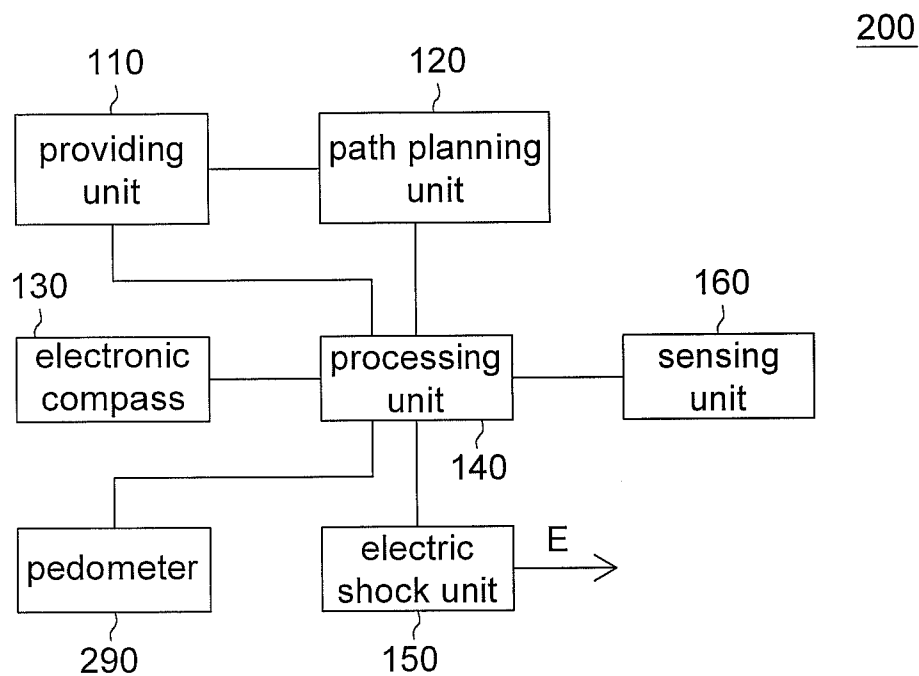 200
110
120
providing
unit
path planning
unit
130
160
electronic
compass
processing
unit
sensing
unit
140
pedometer
electric
shock unit
E
290
150